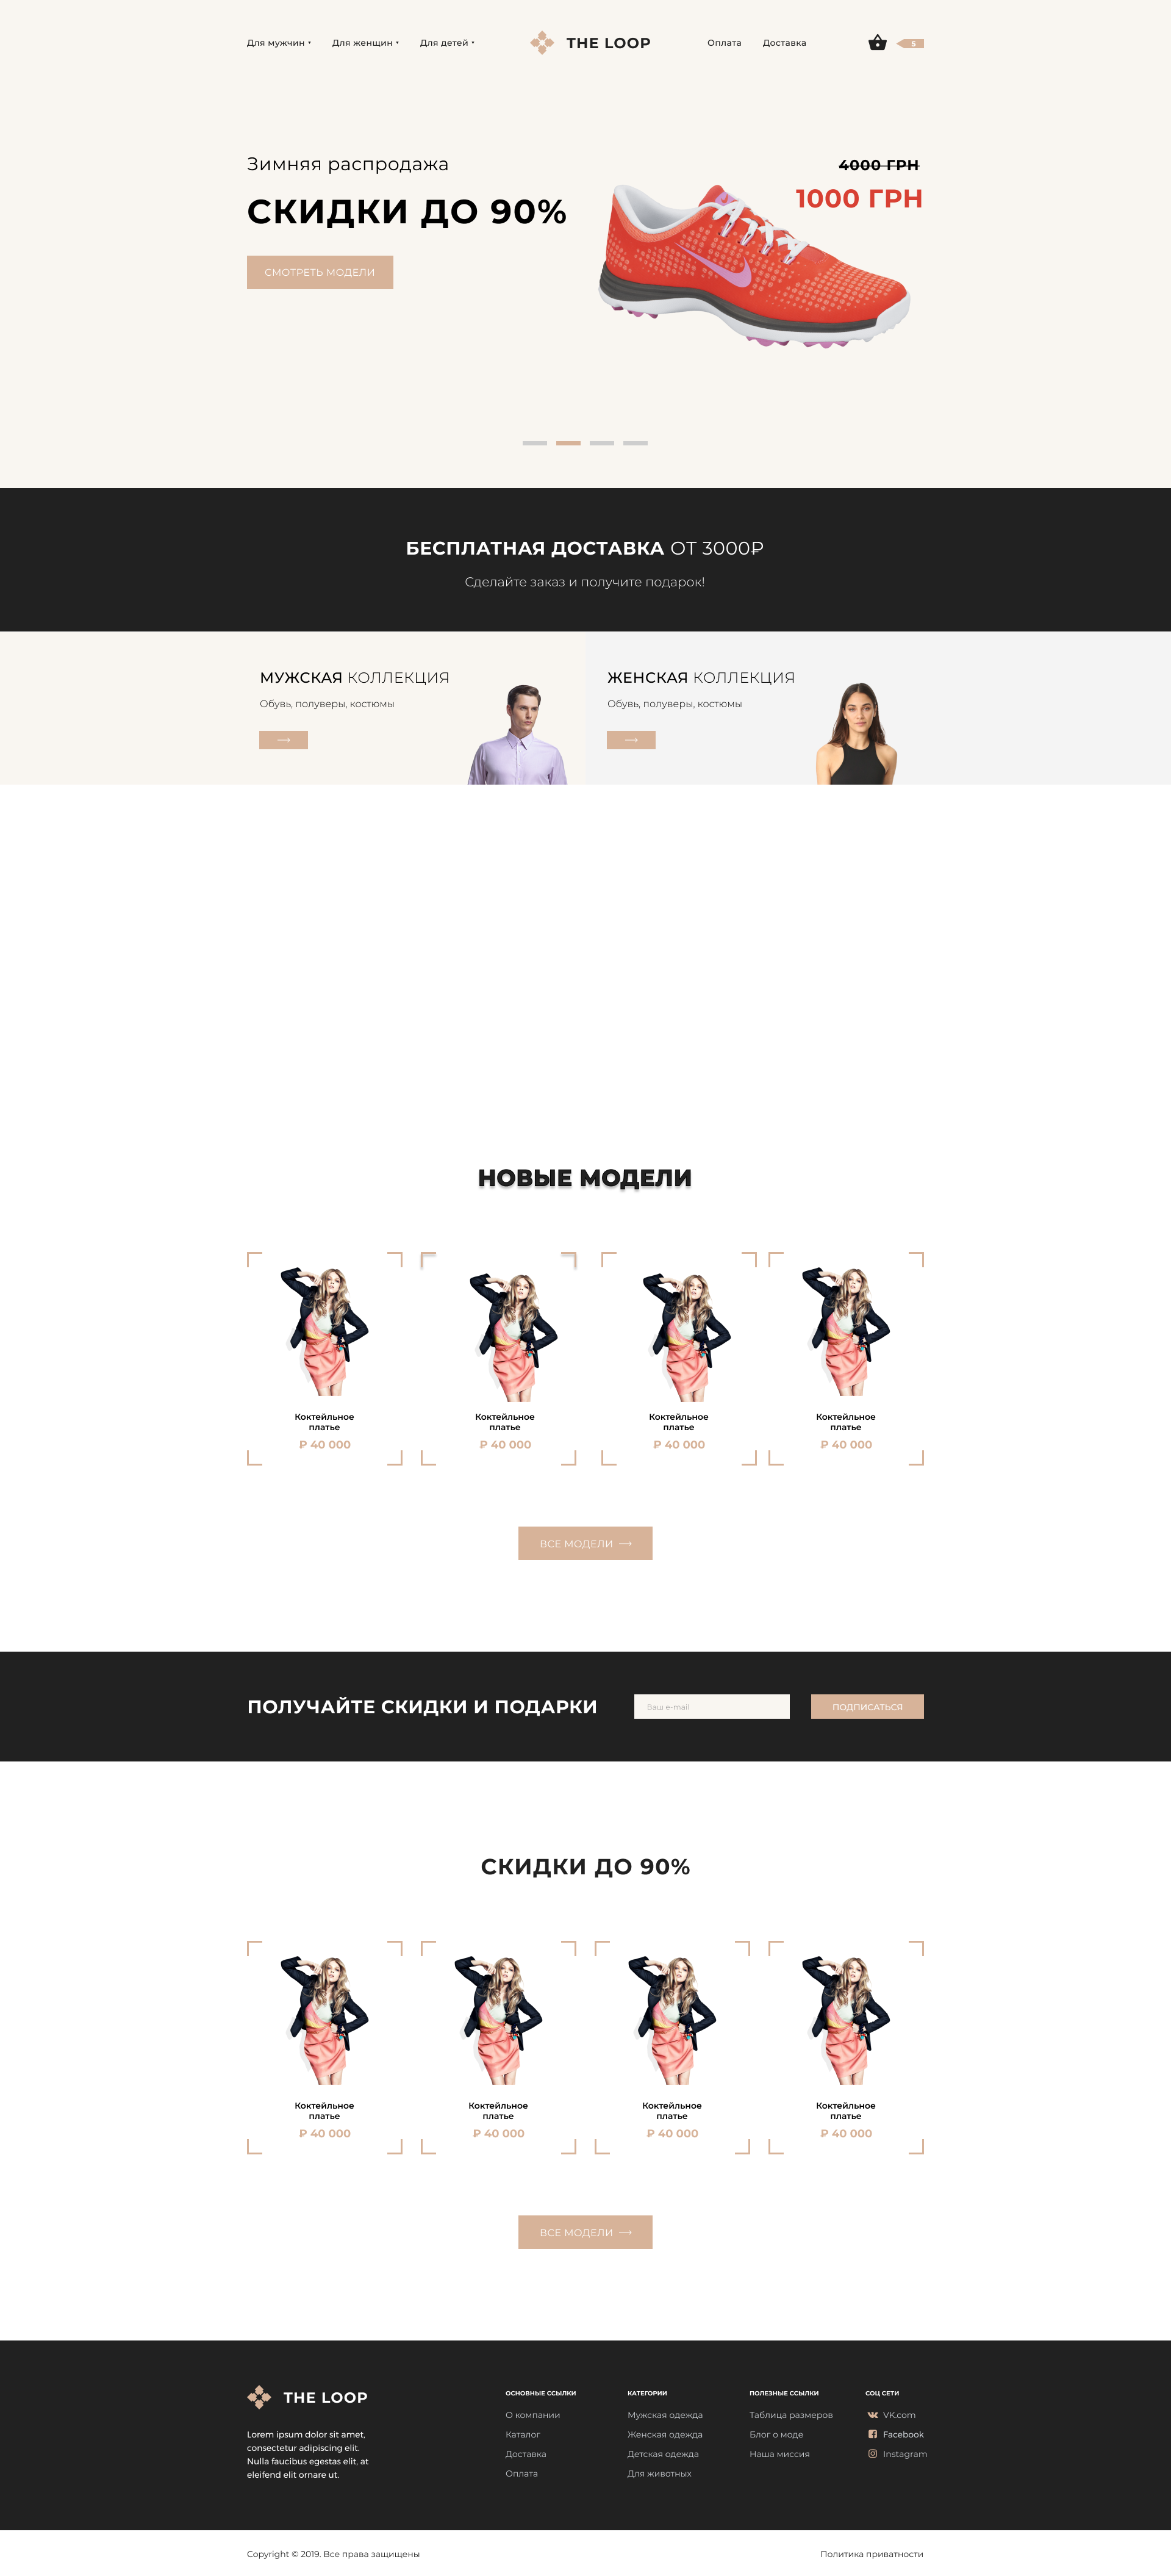 Для мужчин
Для женщин
Для детей
THE LOOP
Оплата
Доставка
5
Зимняя распродажа
СКИДКИ ДО 90%
СМОТРЕТЬ МОДЕЛИ
4000 ГРН
1000 ГРН
БЕСПЛАТНАЯ ДОСТАВКА ОТ 3000₽
Сделайте заказ и получите подарок!
МУЖСКАЯ КОЛЛЕКЦИЯ
Обувь, полуверы, костюмы
ЖЕНСКАЯ КОЛЛЕКЦИЯ
Обувь, полуверы, костюмы
НОВЫЕ МОДЕЛИ
Коктейльное
платье
₽ 40 000
Коктейльное
платье
₽ 40 000
Коктейльное
платье
₽ 40 000
Коктейльное
платье
₽ 40 000
ВСЕ МОДЕЛИ
ПОЛУЧАЙТЕ СКИДКИ И ПОДАРКИ
Ваш e-mail
ПОДПИСАТЬСЯ
СКИДКИ ДО 90%
Коктейльное
платье
₽ 40 000
Коктейльное
платье
₽ 40 000
Коктейльное
платье
₽ 40 000
Коктейльное
платье
₽ 40 000
ВСЕ МОДЕЛИ
THE LOOP
Lorem ipsum dolor sit amet,
consectetur adipiscing elit.
Nulla faucibus egestas elit, at
eleifend elit ornare ut.
ОСНОВНЫЕ ССЫЛКИ
О компании
Каталог
Доставка
Оплата
КАТЕГОРИИ
Мужская одежда
Женская одежда
Детская одежда
Для животных
ПОЛЕЗНЫЕ ССЫЛКИ
Таблица размеров
Блог о моде
Наша миссия
СОЦ СЕТИ
VK.com
Facebook
Instagram
Copyright © 2019. Все права защищены
Политика приватности